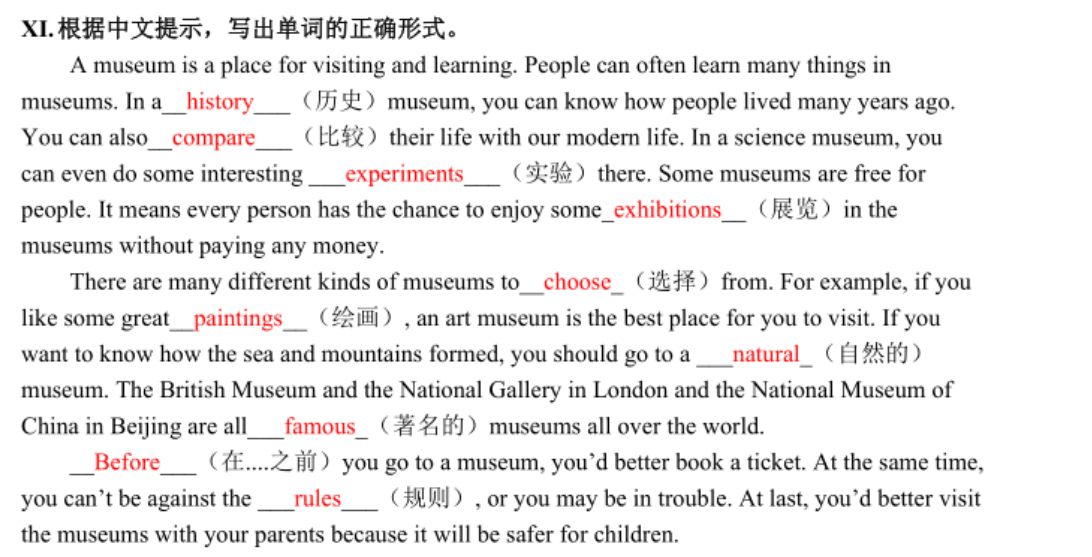 XI.根据中文提示，写出单词的正确形式。
A museum is a place for visiting and learning. People can often learn many things in
museums. In a__history___（历史）museum, you can know how people lived many years ago.
You can also__compare___（比较）their life with our modern life. In a science museum, you
can even do some interesting ___experiments___（实验）there. Some museums are free for
people. It means every person has the chance to enjoy some_exhibitions__（展览）in the
museums without paying any money.
There are many different kinds of museums to__choose_（选择）from. For example, if you
like some great__paintings__（绘画）, an art museum is the best place for you to visit. If you
want to know how the sea and mountains formed, you should go to a ___natural_（自然的）
museum. The British Museum and the National Gallery in London and the National Museum of
China in Beijing are all___famous_（著名的）museums all over the world.
__Before___（在....之前）you go to a museum, you’d better book a ticket. At the same time,
you can’t be against the ___rules___（规则）, or you may be in trouble. At last, you’d better visit
the museums with your parents because it will be safer for children.